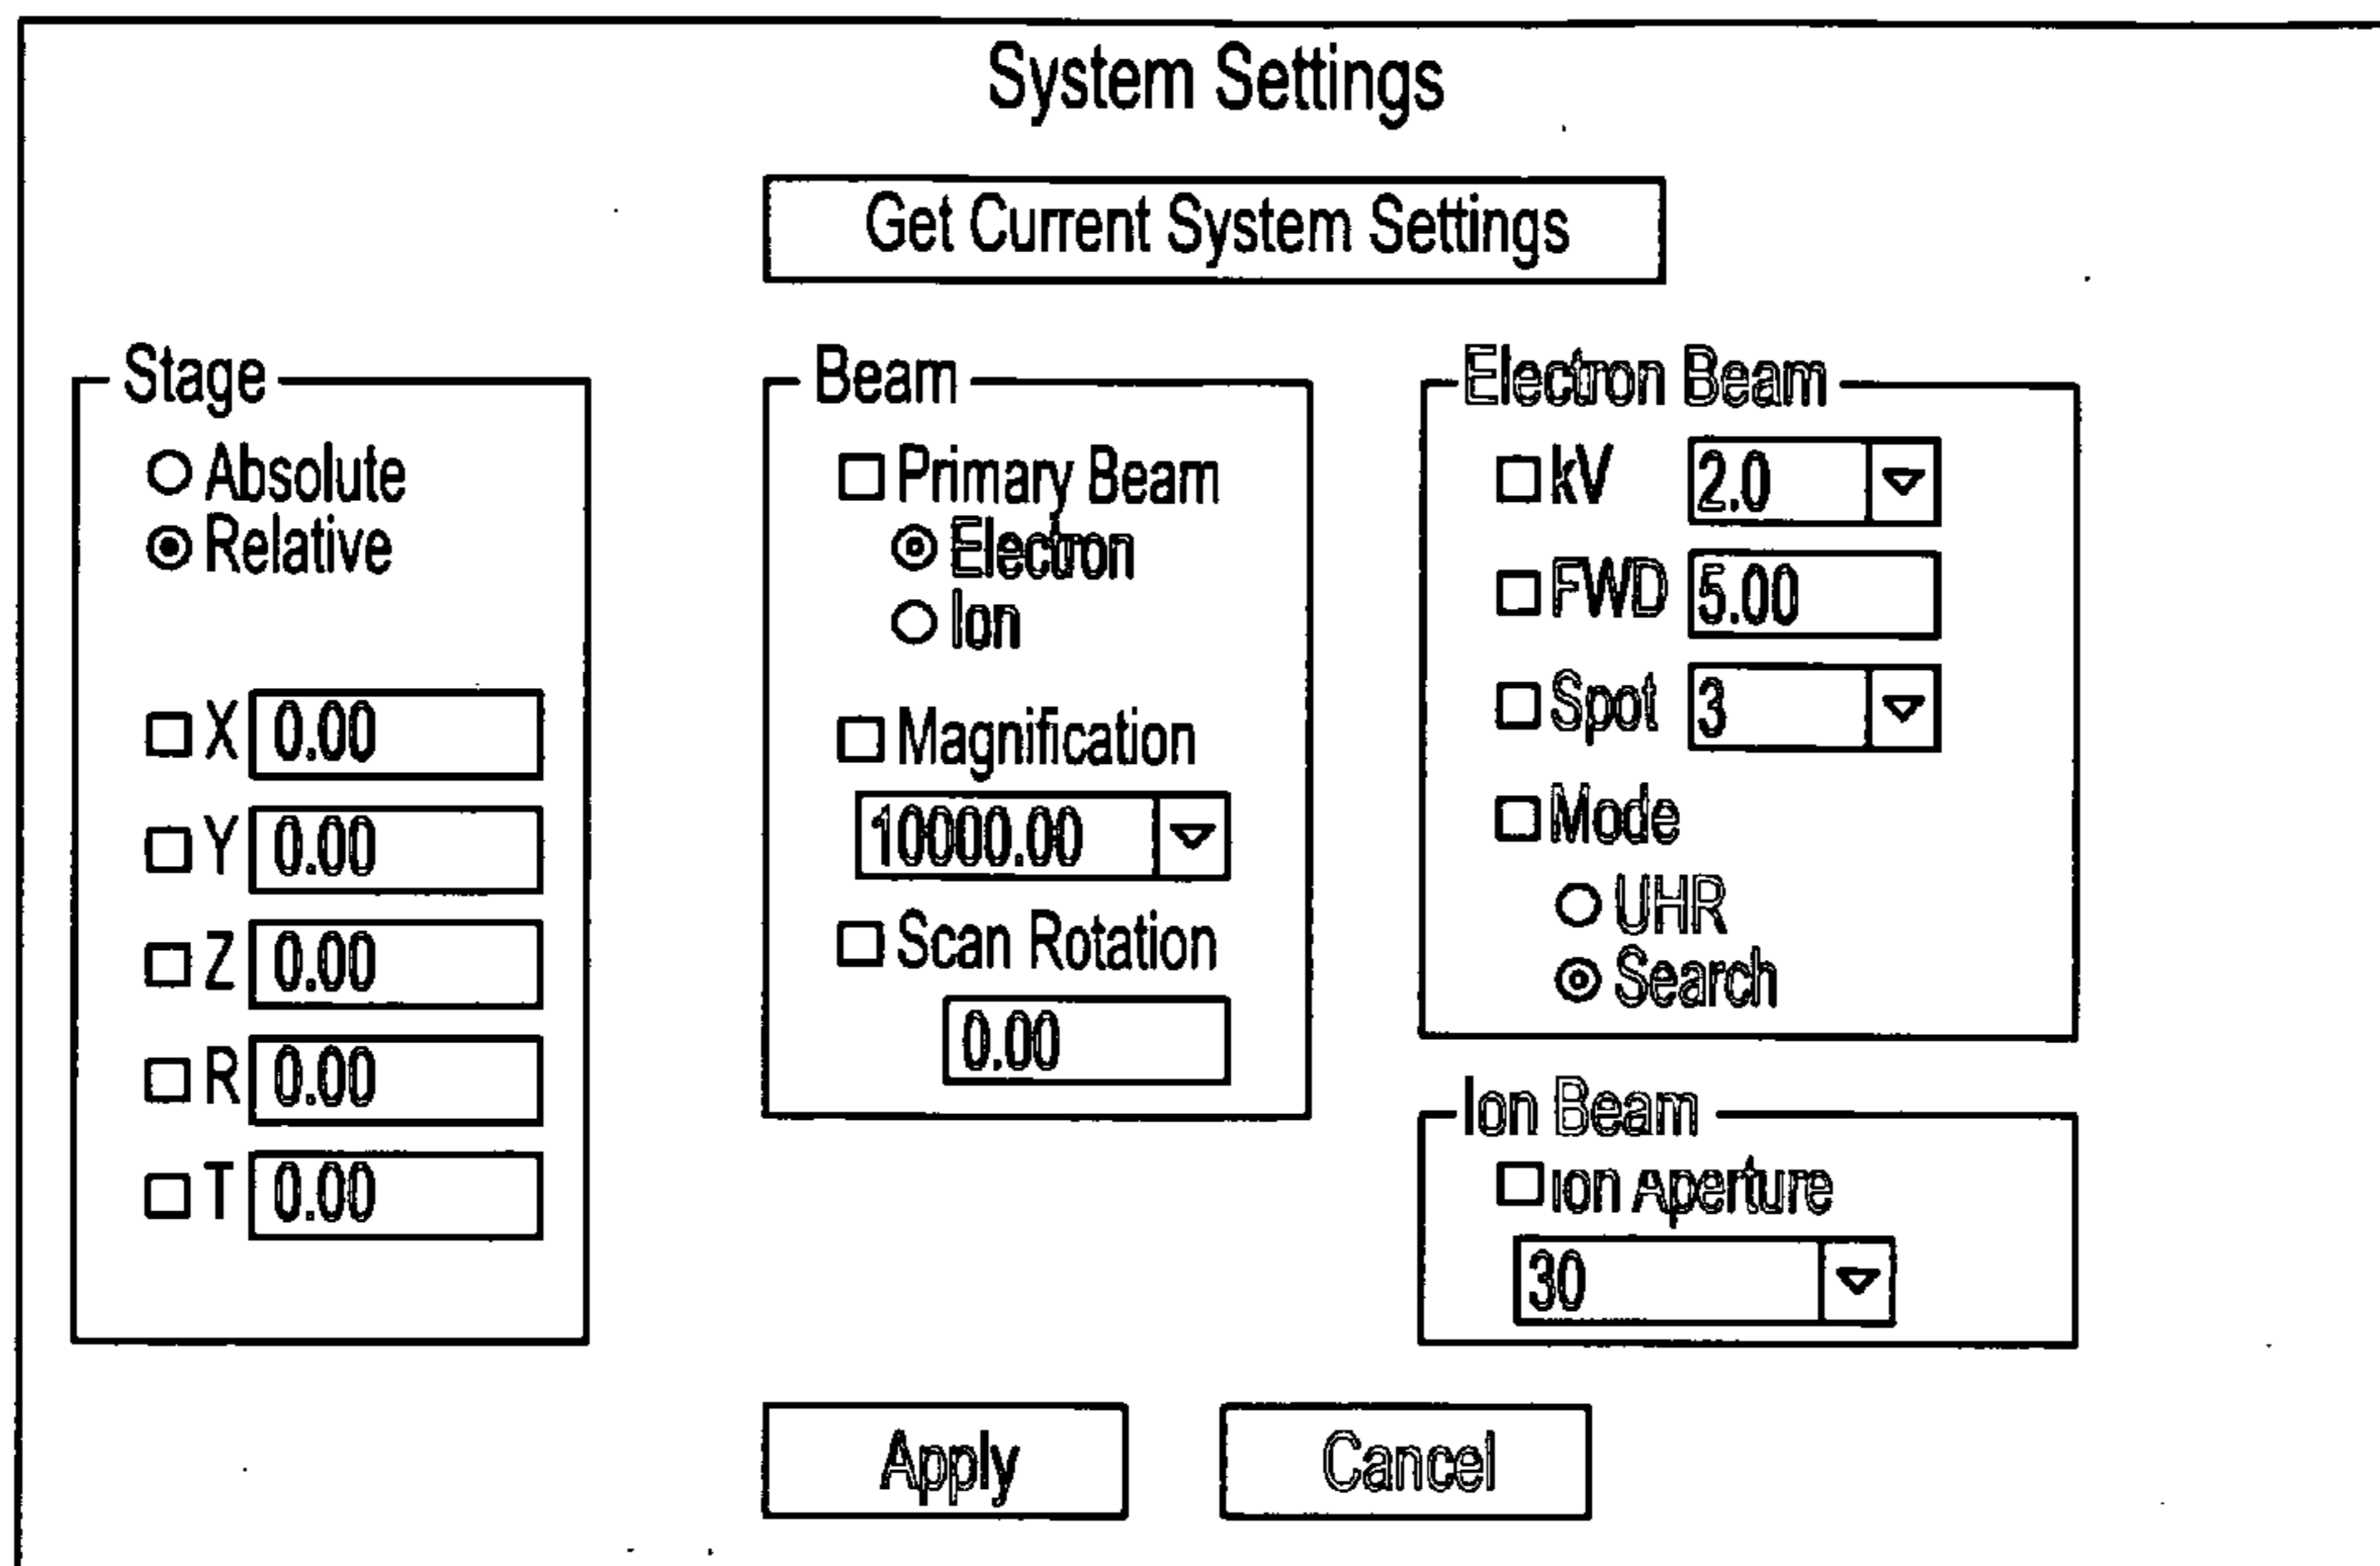 System Settings
Get Current System Settings
Stage
Absolute
Relative
X 0.00
Y 0.00
Z 0.00
R 0.00
T 0.00
Beam
Primary Beam
Electron
Ion
Magnification
10000.00
Scan Rotation
0.00
Electron Beam
kV 2.0
FWD 5.00
Spot 3
Mode
UHR
Search
Ion Beam
Ion Aperture
30
Apply Cancel